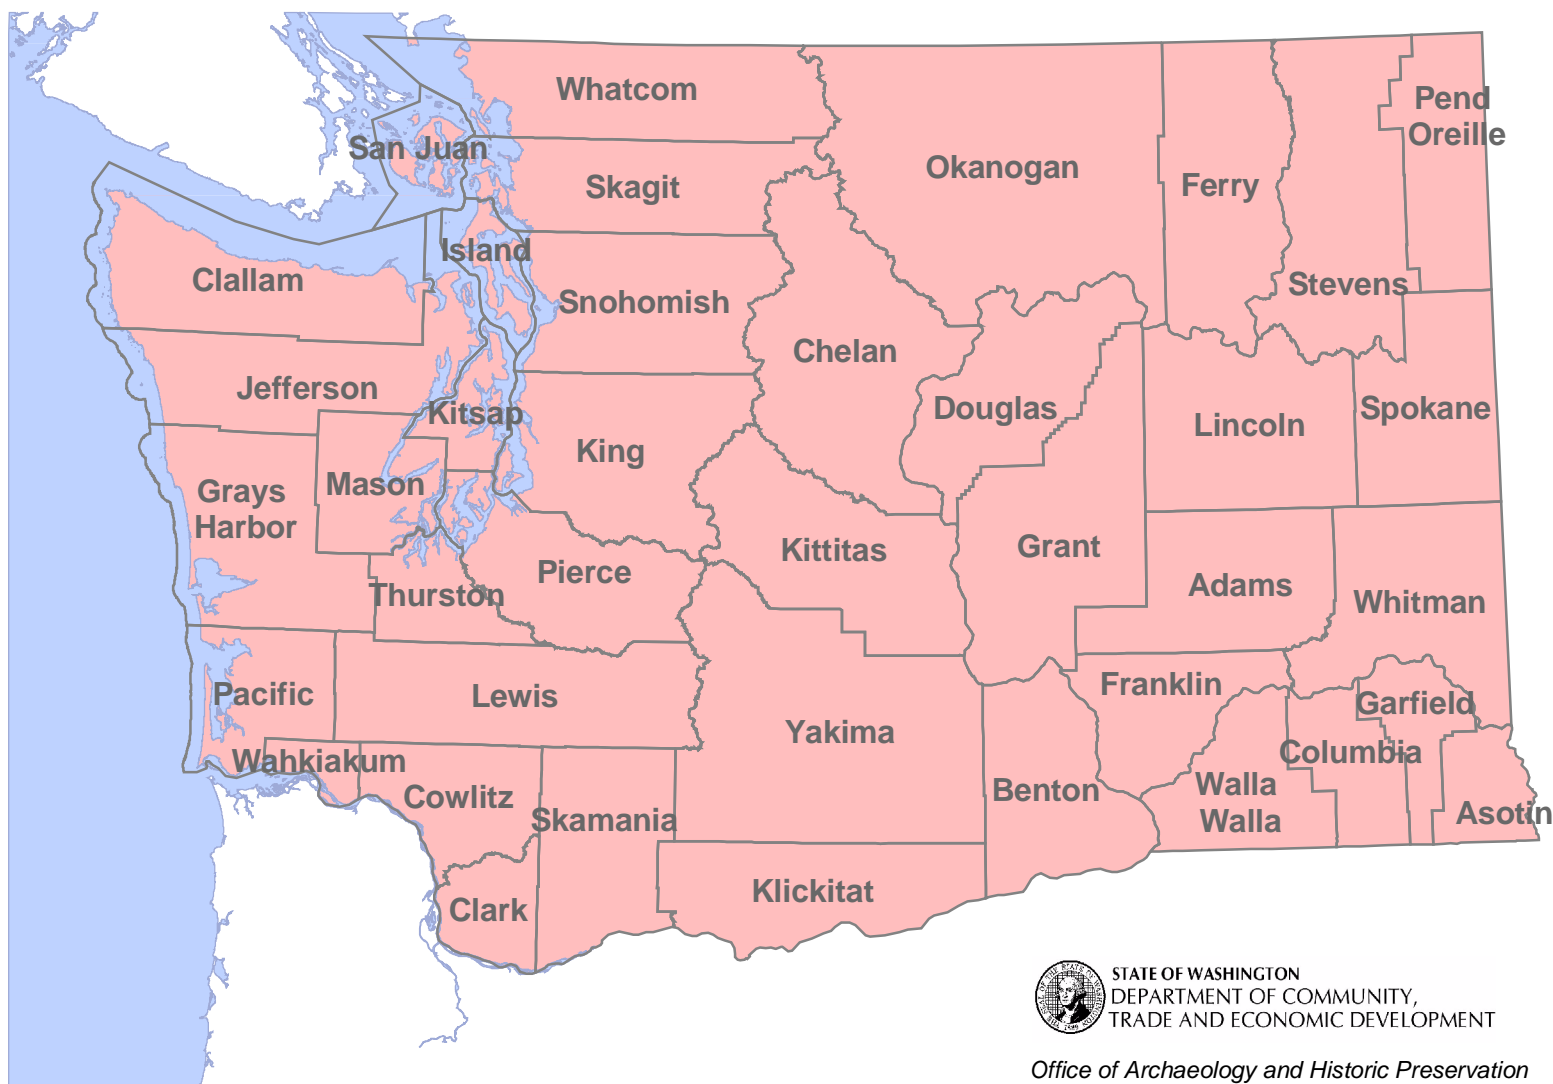 Whatcom
Pend
Oreille
San Juan
Okanogan
Skagit
Ferry
Island
Clallam
Stevens
Snohomish
Chelan
Jefferson
Kitsap
Douglas
Spokane
Lincoln
King
Mason
Grays
Harbor
Kittitas
Grant
Pierce
Adams
Thurston
Whitman
Franklin
Pacific
Lewis
Garfield
Yakima
Columbia
Wahkiakum
Walla
Walla
Benton
Cowlitz
Asotin
Skamania
Klickitat
Clark
STATE OF WASHINGTON
DEPARTMENT OF COMMUNITY,
TRADE AND ECONOMIC DEVELOPMENT
Office of Archaeology and Historic Preservation